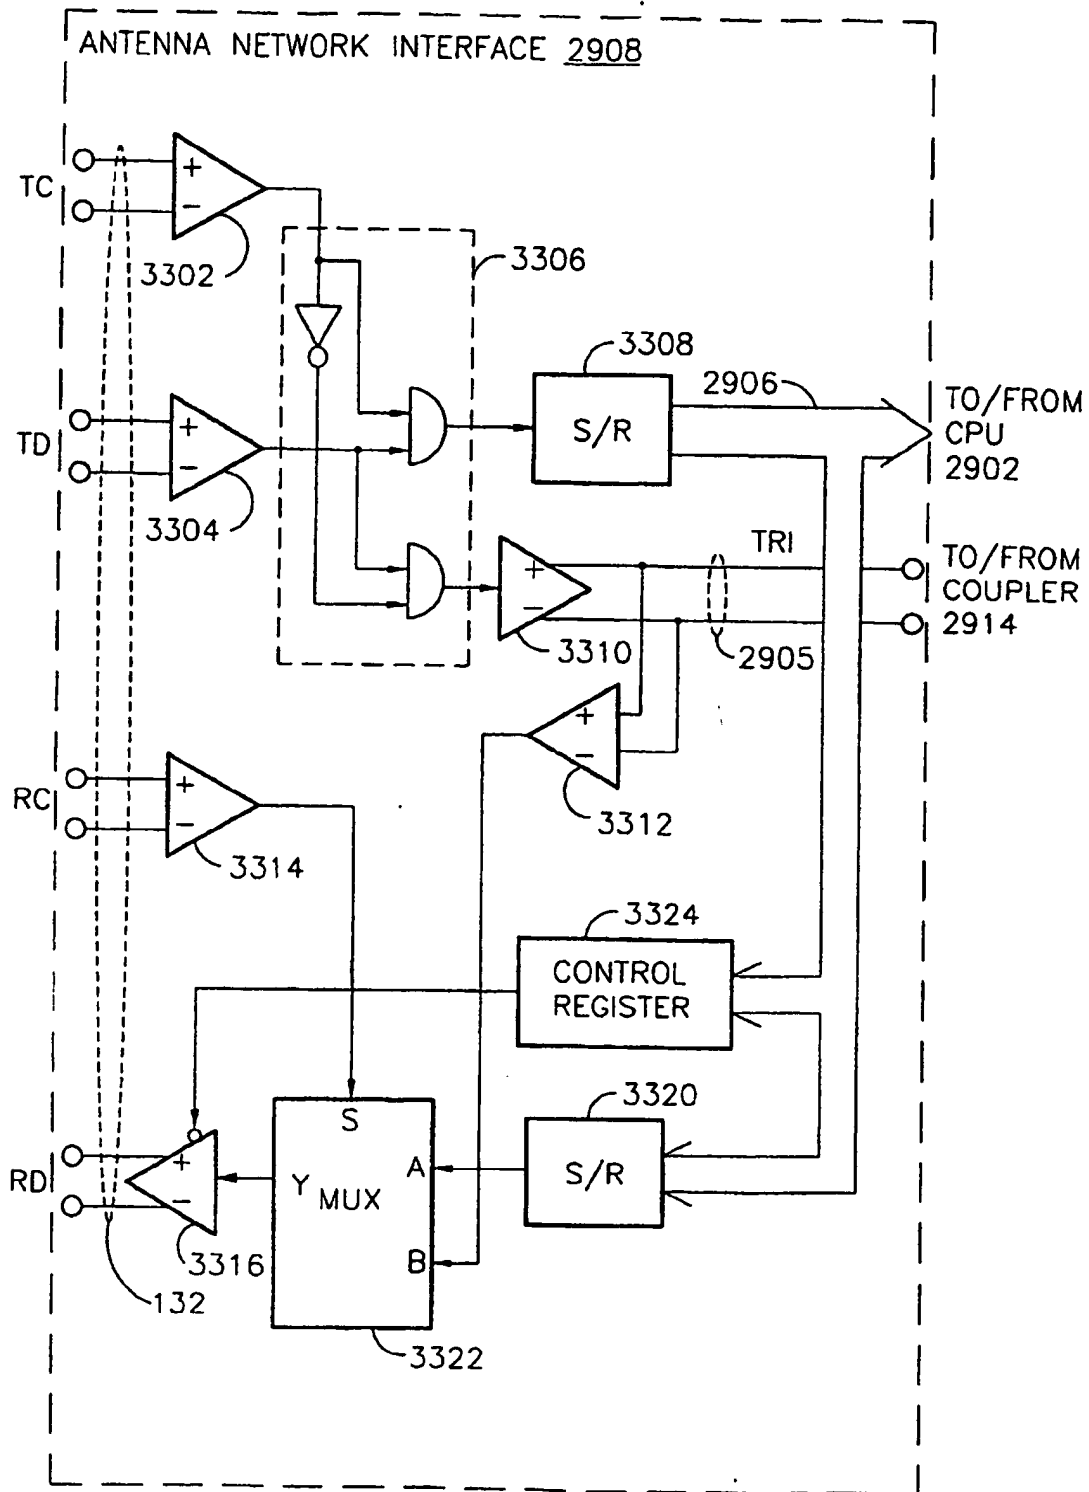 ANTENNA NETWORK INTERFACE 2908
TC
+
−
3302
3306
3308
S/R
2906
TO/FROM
CPU
2902
TD
+
−
3304
TRI
TO/FROM
COUPLER
2914
+
−
3310
2905
+
−
3312
RC
+
−
3314
3324
CONTROL
REGISTER
3320
S/R
S
A
Y MUX
B
RD
+
−
3316
132
3322